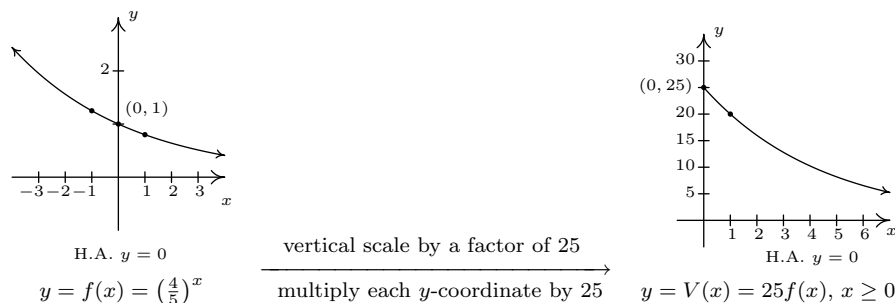 y
2
(0, 1)
−3 −2 −1 1 2 3
x
H.A. y = 0
y = f(x) = (4/5)^x
vertical scale by a factor of 25
multiply each y-coordinate by 25
y
30
(0, 25)
20
15
10
5
1 2 3 4 5 6
x
H.A. y = 0
y = V(x) = 25f(x), x ≥ 0